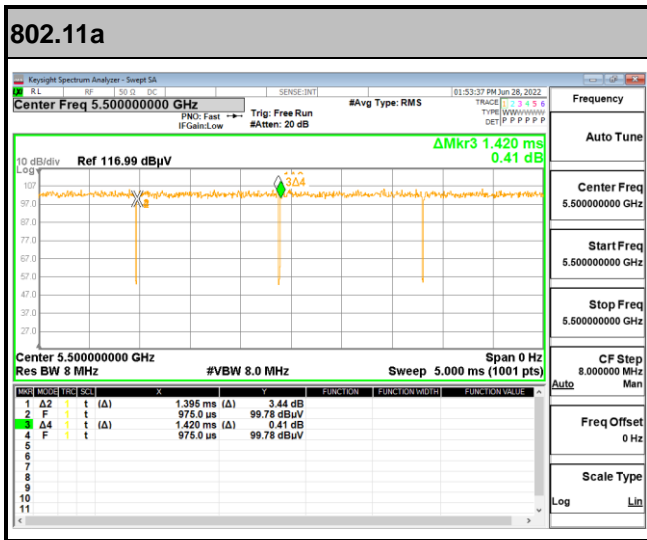 802.11a
Keysight Spectrum Analyzer - Swept SA
RL RF 50 Ω DC SENSE:INT 01:53:37 PM Jun 28, 2022
Center Freq 5.500000000 GHz #Avg Type: RMS TRACE 1 2 3 4 5 6
PNO: Fast Trig: Free Run TYPE WWWWWW
IFGain:Low #Atten: 20 dB DET P P P P P P
Frequency
Auto Tune
Center Freq
5.500000000 GHz
Start Freq
5.500000000 GHz
Stop Freq
5.500000000 GHz
CF Step
8.000000 MHz
Auto Man
Freq Offset
0 Hz
Scale Type
Log Lin
ΔMkr3 1.420 ms
0.41 dB
10 dB/div Ref 116.99 dBµV
Log
107
97.0
87.0
77.0
67.0
57.0
47.0
37.0
27.0
3Δ4
Center 5.500000000 GHz Span 0 Hz
Res BW 8 MHz #VBW 8.0 MHz Sweep 5.000 ms (1001 pts)
MKR MODE TRC SCL X Y FUNCTION FUNCTION WIDTH FUNCTION VALUE
1 Δ2 1 t (Δ) 1.395 ms (Δ) 3.44 dB
2 F 1 t 975.0 µs 99.78 dBµV
3 Δ4 1 t (Δ) 1.420 ms (Δ) 0.41 dB
4 F 1 t 975.0 µs 99.78 dBµV
5
6
7
8
9
10
11